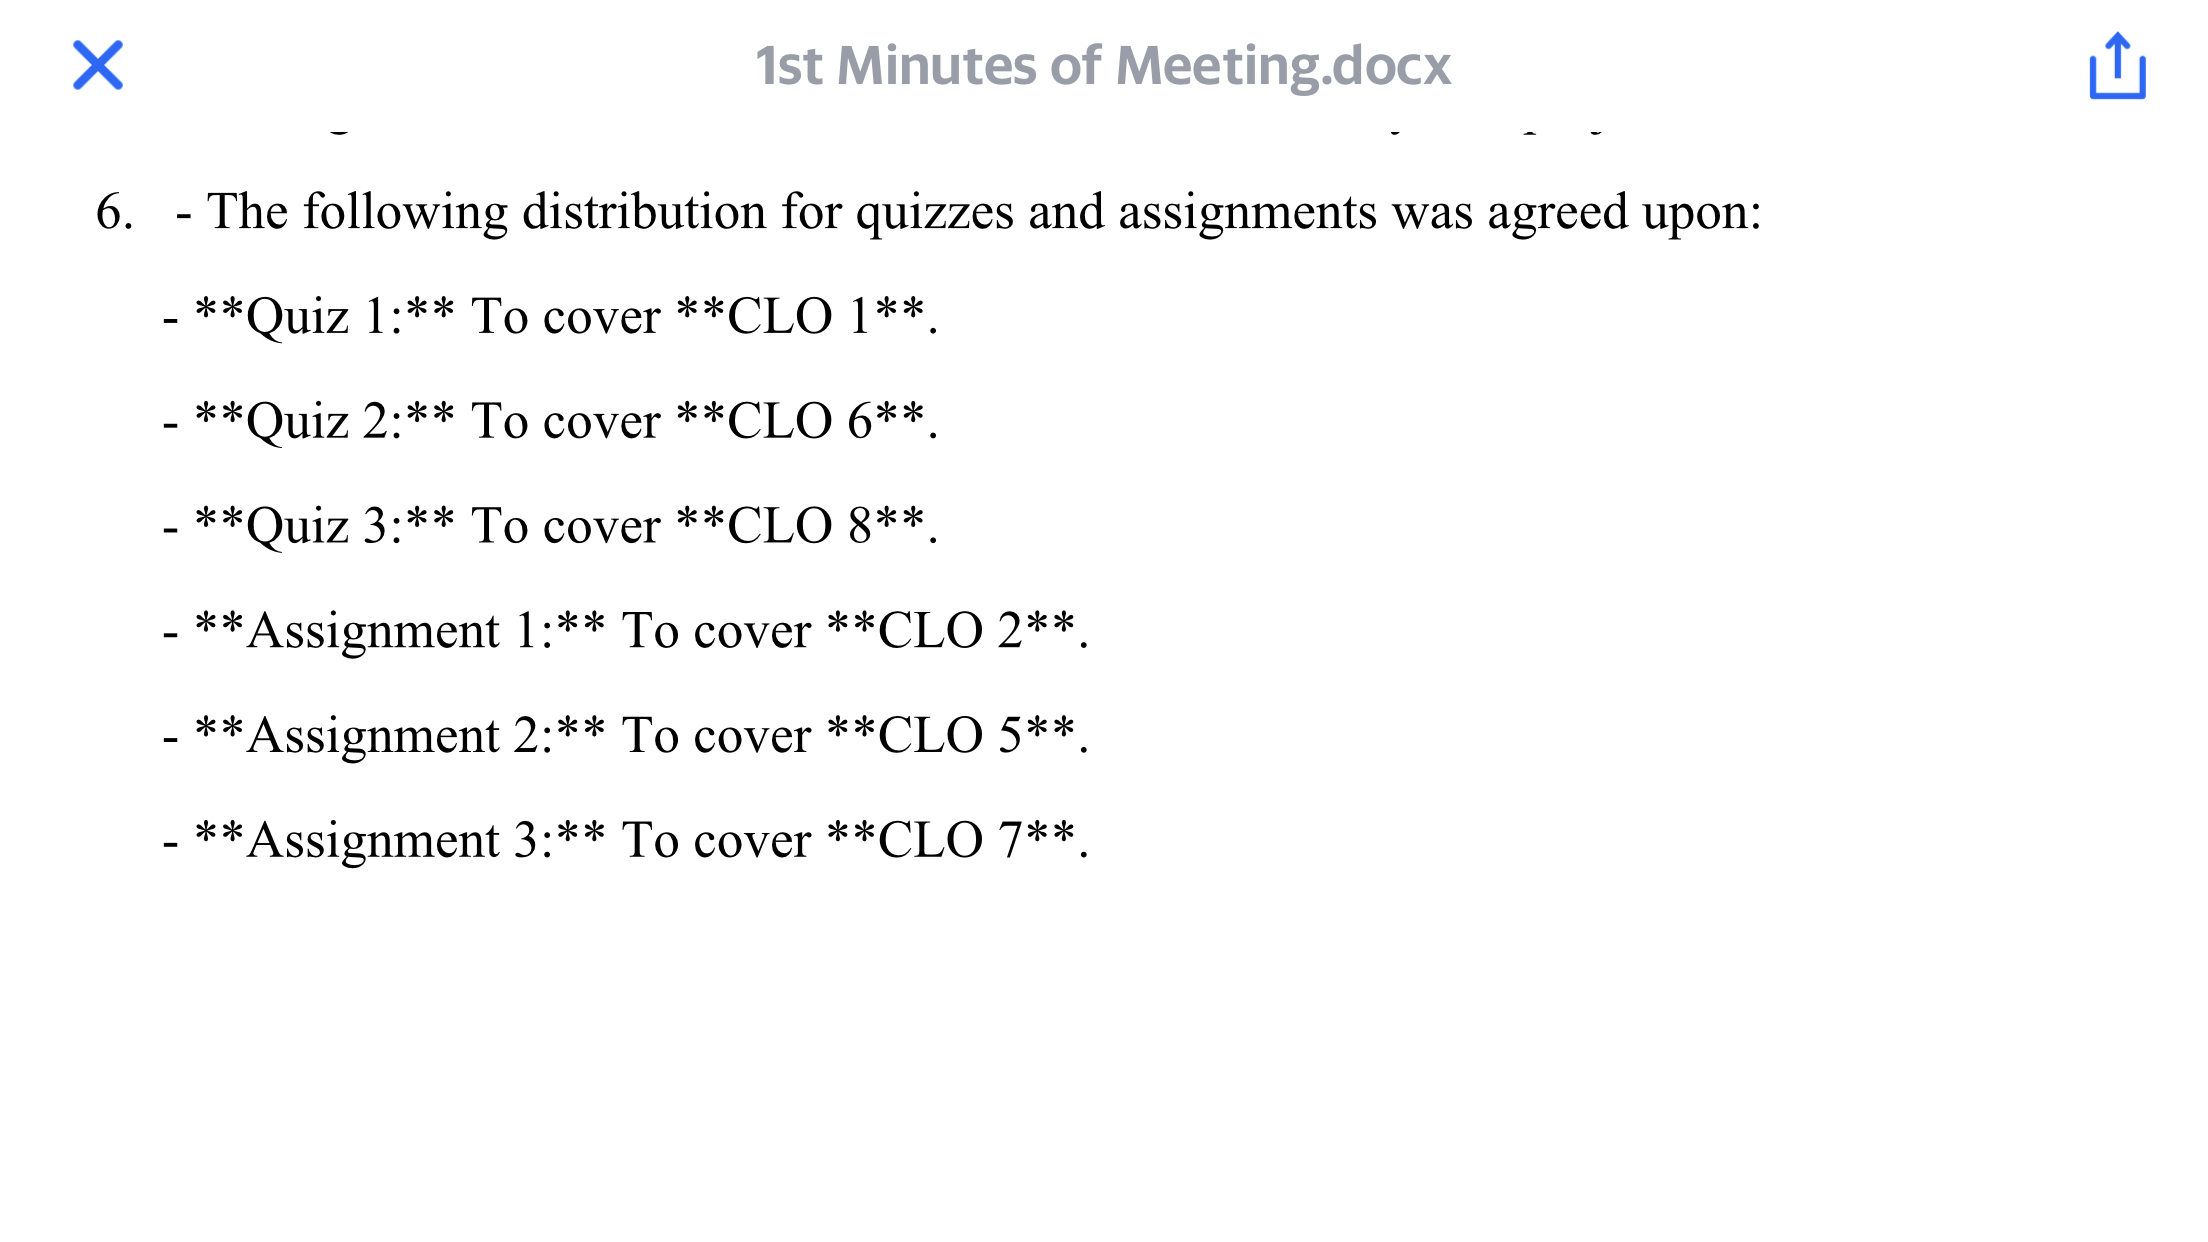 1st Minutes of Meeting.docx
6. - The following distribution for quizzes and assignments was agreed upon:
- **Quiz 1:** To cover **CLO 1**.
- **Quiz 2:** To cover **CLO 6**.
- **Quiz 3:** To cover **CLO 8**.
- **Assignment 1:** To cover **CLO 2**.
- **Assignment 2:** To cover **CLO 5**.
- **Assignment 3:** To cover **CLO 7**.